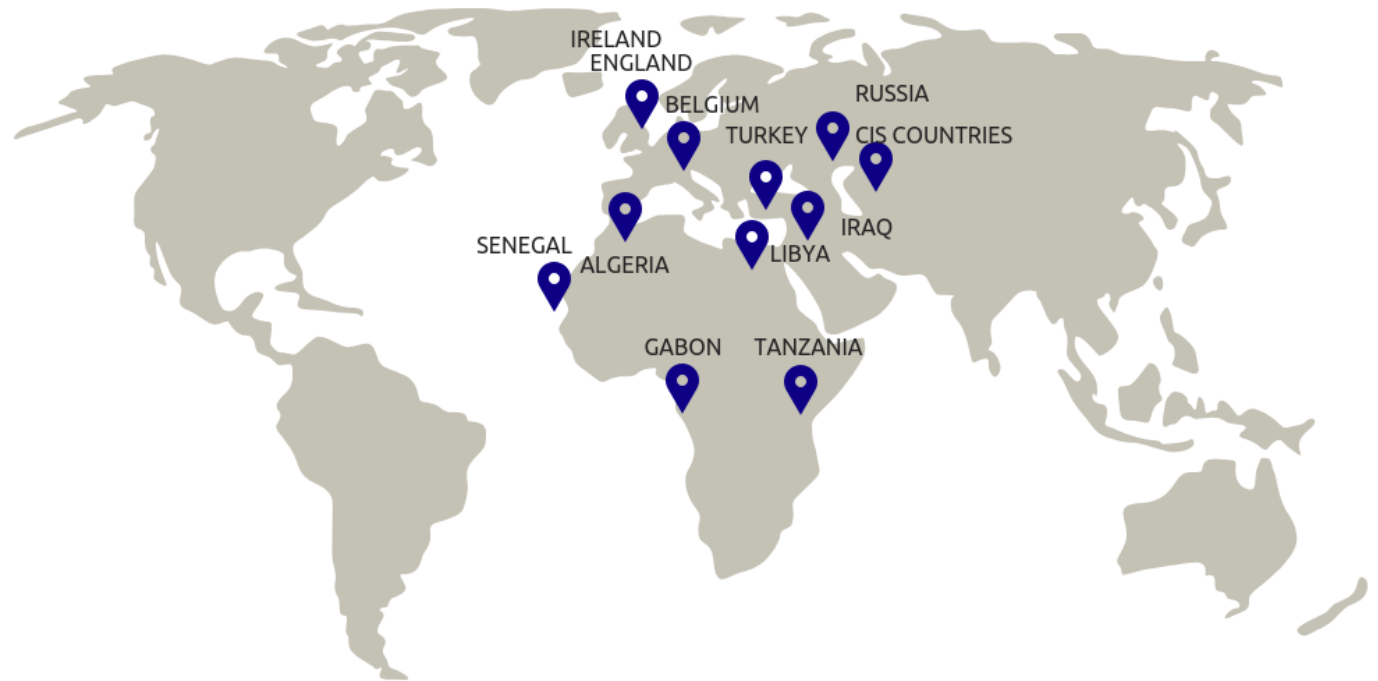 IRELAND
ENGLAND
RUSSIA
BELGIUM
TURKEY
CIS COUNTRIES
IRAQ
SENEGAL
LIBYA
ALGERIA
GABON
TANZANIA